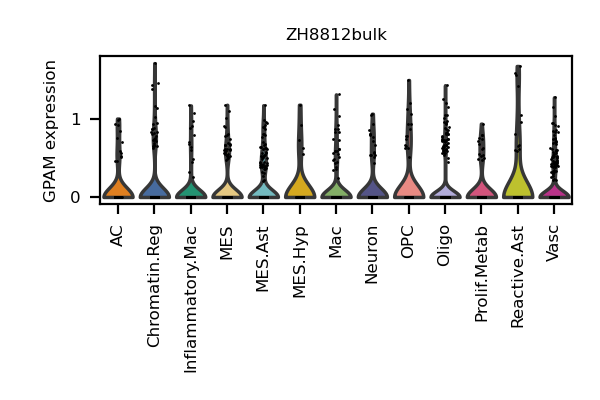 ZH8812bulk
GPAM expression
1
0
AC
Chromatin.Reg
Inflammatory.Mac
MES
MES.Ast
MES.Hyp
Mac
Neuron
OPC
Oligo
Prolif.Metab
Reactive.Ast
Vasc